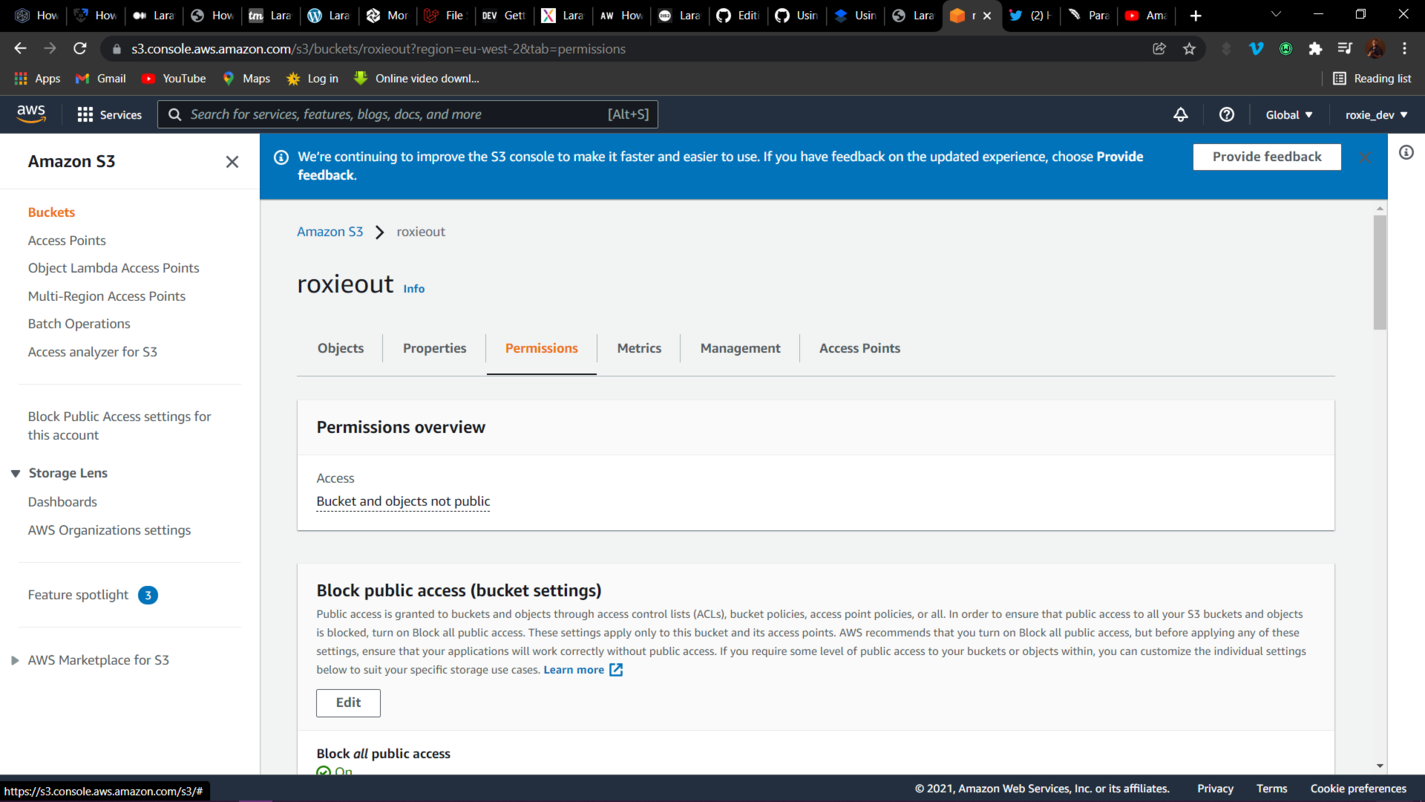 How
How
Lara
How
Lara
Lara
Mor
File
DEV Gett
Lara
AW How
Lara
Editi
Usin
Usin
Lara
r
(2) H
Para
Ama
s3.console.aws.amazon.com/s3/buckets/roxieout?region=eu-west-2&tab=permissions
Apps
Gmail
YouTube
Maps
Log in
Online video downl...
Reading list
aws
Services
Search for services, features, blogs, docs, and more
[Alt+S]
Global
roxie_dev
Amazon S3
Buckets
Access Points
Object Lambda Access Points
Multi-Region Access Points
Batch Operations
Access analyzer for S3
Block Public Access settings for
this account
Storage Lens
Dashboards
AWS Organizations settings
Feature spotlight 3
AWS Marketplace for S3
We're continuing to improve the S3 console to make it faster and easier to use. If you have feedback on the updated experience, choose Provide
feedback.
Provide feedback
Amazon S3
roxieout
roxieout Info
Objects
Properties
Permissions
Metrics
Management
Access Points
Permissions overview
Access
Bucket and objects not public
Block public access (bucket settings)
Public access is granted to buckets and objects through access control lists (ACLs), bucket policies, access point policies, or all. In order to ensure that public access to all your S3 buckets and objects
is blocked, turn on Block all public access. These settings apply only to this bucket and its access points. AWS recommends that you turn on Block all public access, but before applying any of these
settings, ensure that your applications will work correctly without public access. If you require some level of public access to your buckets or objects within, you can customize the individual settings
below to suit your specific storage use cases. Learn more
Edit
Block all public access
On
https://s3.console.aws.amazon.com/s3/#
© 2021, Amazon Web Services, Inc. or its affiliates.
Privacy
Terms
Cookie preferences